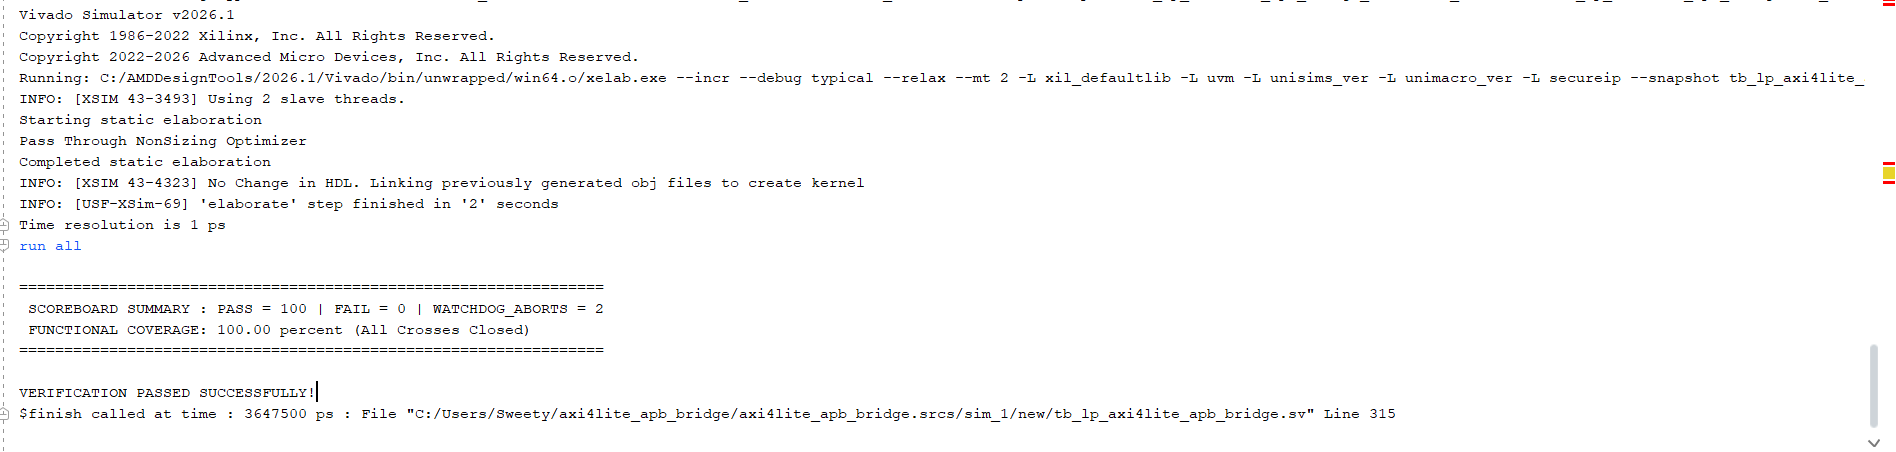 Vivado Simulator v2026.1
Copyright 1986-2022 Xilinx, Inc. All Rights Reserved.
Copyright 2022-2026 Advanced Micro Devices, Inc. All Rights Reserved.
Running: C:/AMDDesignTools/2026.1/Vivado/bin/unwrapped/win64.o/xelab.exe --incr --debug typical --relax --mt 2 -L xil_defaultlib -L uvm -L unisims_ver -L unimacro_ver -L secureip --snapshot tb_lp_axi4lite_
INFO: [XSIM 43-3493] Using 2 slave threads.
Starting static elaboration
Pass Through NonSizing Optimizer
Completed static elaboration
INFO: [XSIM 43-4323] No Change in HDL. Linking previously generated obj files to create kernel
INFO: [USF-XSim-69] 'elaborate' step finished in '2' seconds
Time resolution is 1 ps
run all
=================================================================
SCOREBOARD SUMMARY : PASS = 100 | FAIL = 0 | WATCHDOG_ABORTS = 2
FUNCTIONAL COVERAGE: 100.00 percent (All Crosses Closed)
=================================================================
VERIFICATION PASSED SUCCESSFULLY!
$finish called at time : 3647500 ps : File "C:/Users/Sweety/axi4lite_apb_bridge/axi4lite_apb_bridge.srcs/sim_1/new/tb_lp_axi4lite_apb_bridge.sv" Line 315